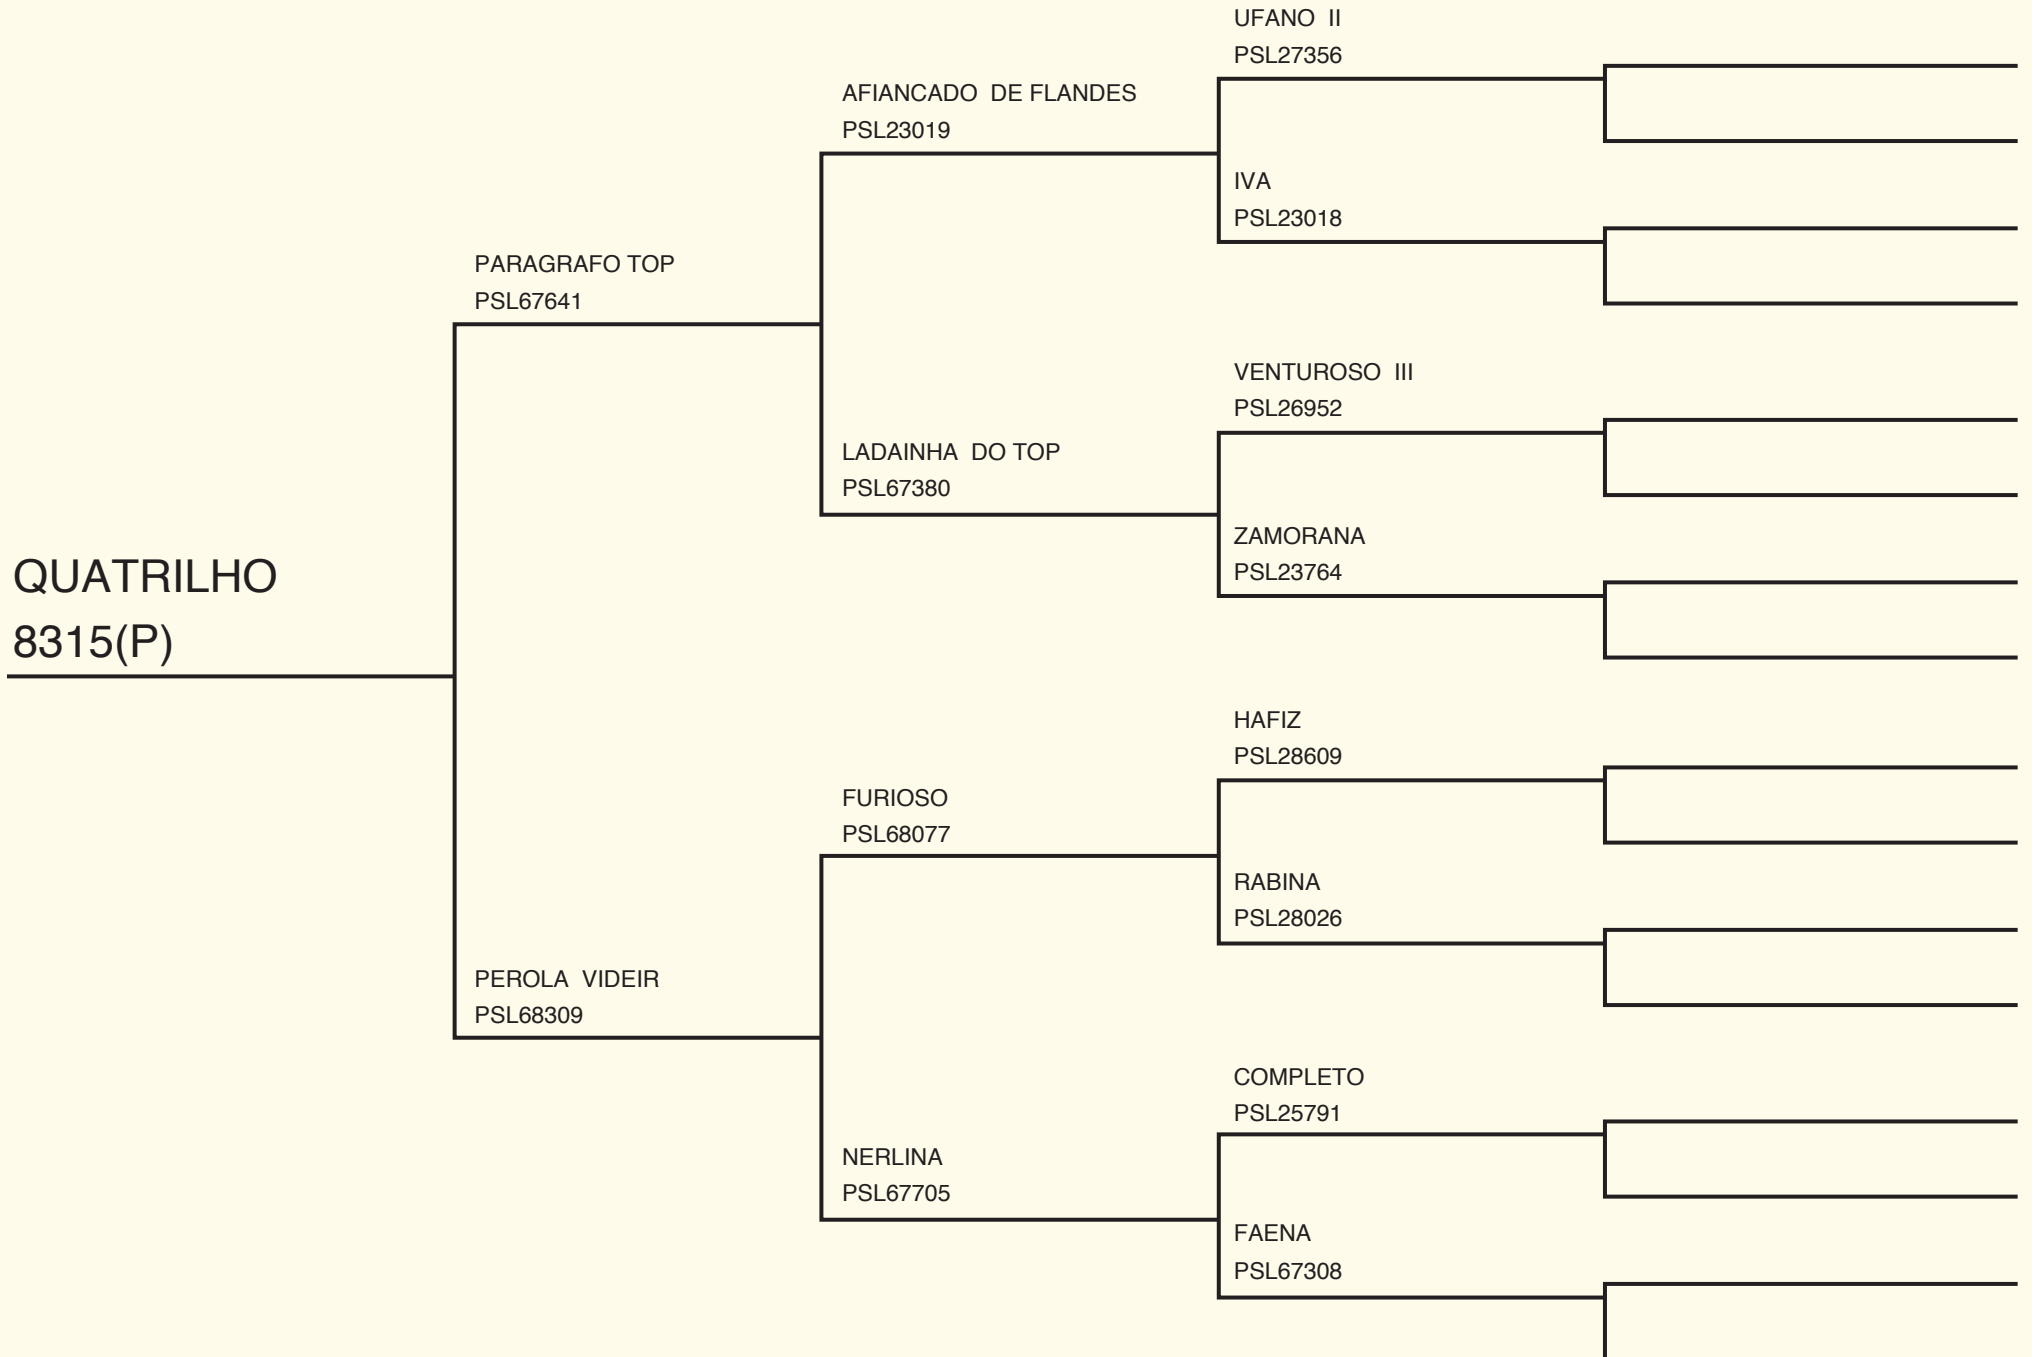 UFANO II
PSL27356
AFIANCADO DE FLANDES
PSL23019
IVA
PSL23018
PARAGRAFO TOP
PSL67641
VENTUROSO III
PSL26952
LADAINHA DO TOP
PSL67380
ZAMORANA
PSL23764
QUATRILHO
8315(P)
HAFIZ
PSL28609
FURIOSO
PSL68077
RABINA
PSL28026
PEROLA VIDEIR
PSL68309
COMPLETO
PSL25791
NERLINA
PSL67705
FAENA
PSL67308